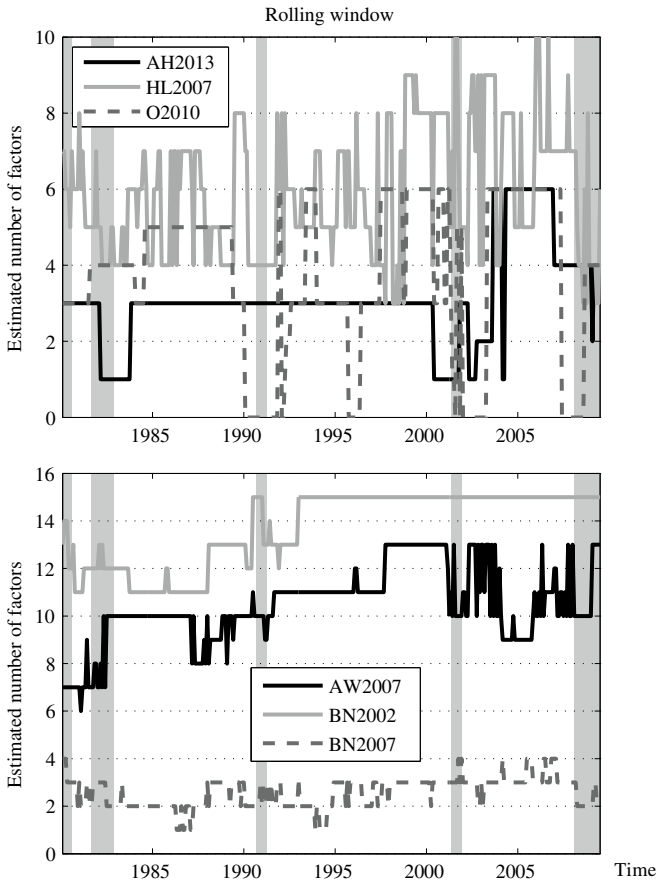 Rolling window
Estimated number of factors
10
8
6
4
2
0
AH2013
HL2007
O2010
1985
1990
1995
2000
2005
Estimated number of factors
16
14
12
10
8
6
4
2
0
AW2007
BN2002
BN2007
1985
1990
1995
2000
2005
Time